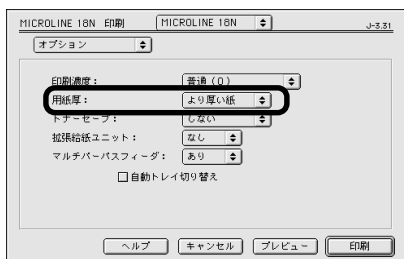 MICROLINE 18N 印刷 MICROLINE 18N J-3.31
オプション
印刷濃度： 普通 (0)
用紙厚： より厚い紙
トナーセーブ： しない
拡張給紙ユニット： なし
マルチパーパスフィーダ： あり
自動トレイ切り替え
ヘルプ キャンセル プレビュー 印刷